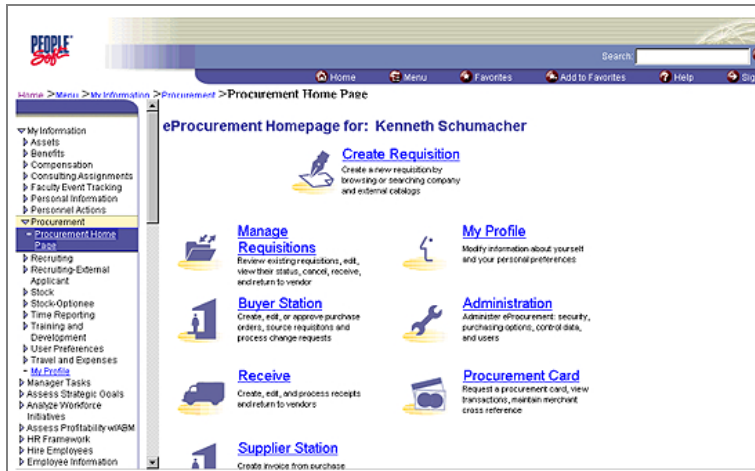 PEOPLE
Soft
Search:
Home Menu Favorites Add to Favorites Help Sig
Home >Menu >My Information >Procurement >Procurement Home Page
My Information
Assets
Benefits
Compensation
Consulting Assignments
Faculty Event Tracking
Personal Information
Personnel Actions
Procurement
- Procurement Home
Page
Recruiting
Recruiting-External
Applicant
Stock
Stock-Optionee
Time Reporting
Training and
Development
User Preferences
Travel and Expenses
- My Profile
Manager Tasks
Assess Strategic Goals
Analyze Workforce
Initiatives
Assess Profitability w/ABM
HR Framework
Hire Employees
Employee Information
eProcurement Homepage for: Kenneth Schumacher
Create Requisition
Create a new requisition by
browsing or searching company
and external catalogs
Manage
Requisitions
Review existing requisitions, edit,
view their status, cancel, receive,
and return to vendor
My Profile
Modify information about yourself
and your personal preferences
Buyer Station
Create, edit, or approve purchase
orders, source requisitions and
process change requests
Administration
Administer eProcurement: security,
purchasing options, control data,
and users
Receive
Create, edit, and process receipts
and return to vendors
Procurement Card
Request a procurement card, view
transactions, maintain merchant
cross reference
Supplier Station
Create invoice from purchase